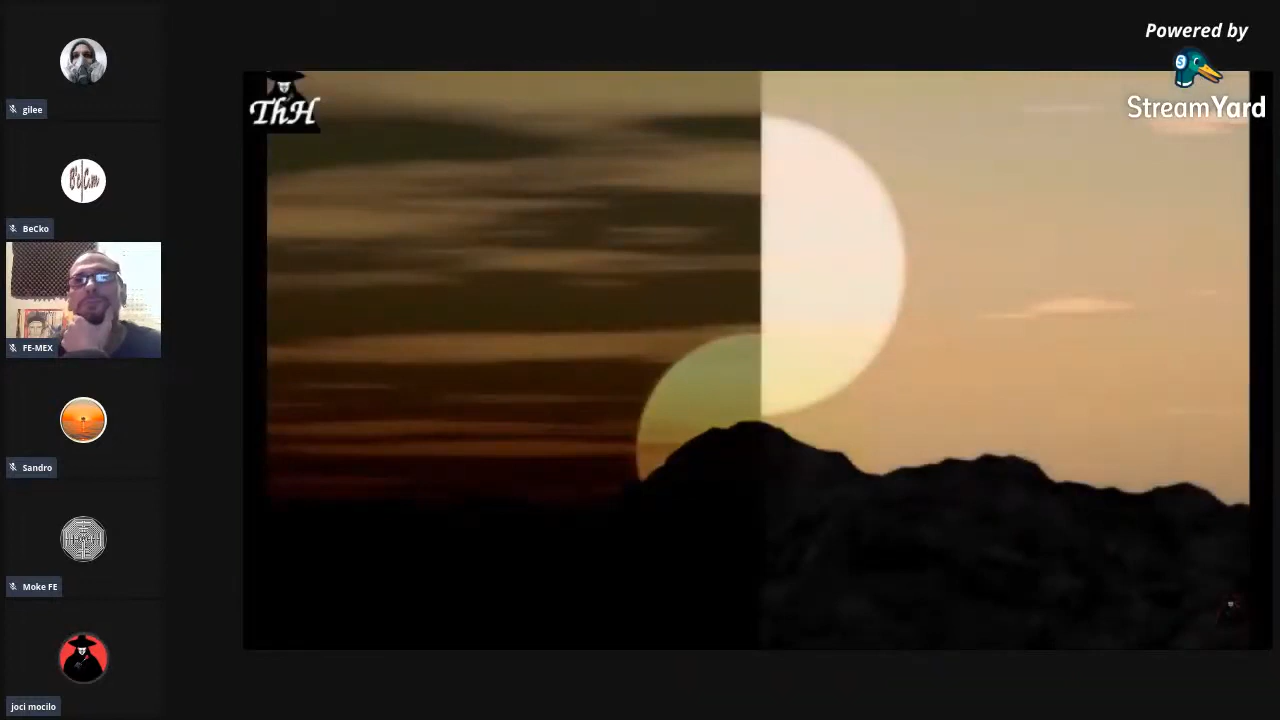 Powered by
StreamYard
ThH
gilee
BeCko
FE-MEX
Sandro
Moke FE
joci mocilo